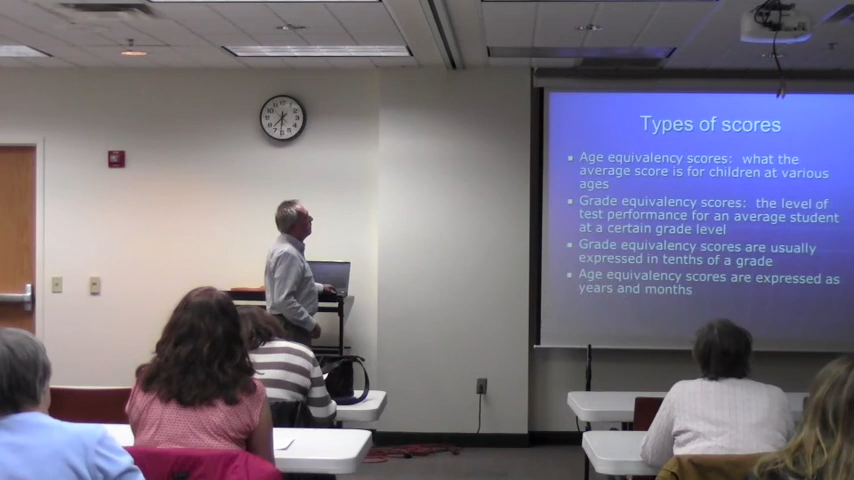 Types of scores
Age equivalency scores: what the
average score is for children at various
ages
Grade equivalency scores: the level of
test performance for an average student
at a certain grade level
Grade equivalency scores are usually
expressed in tenths of a grade
Age equivalency scores are expressed as
years and months